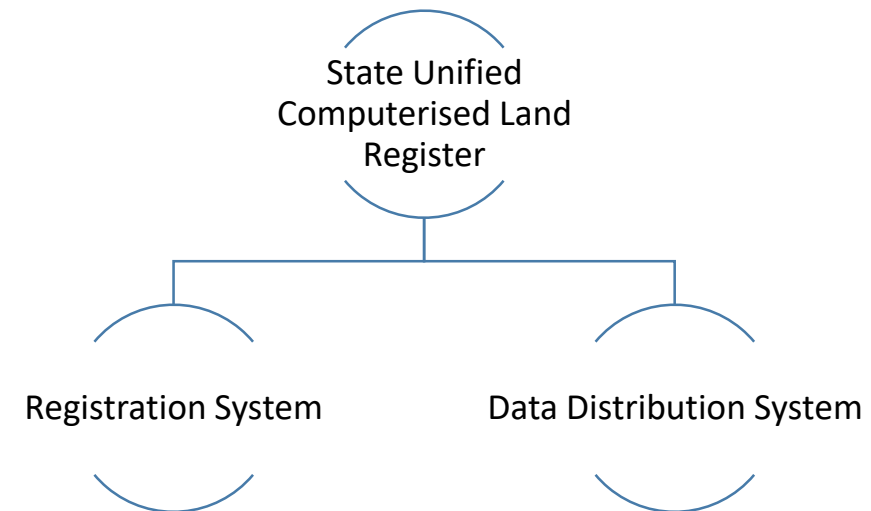 State Unified
Computerised Land
Register
Registration System
Data Distribution System